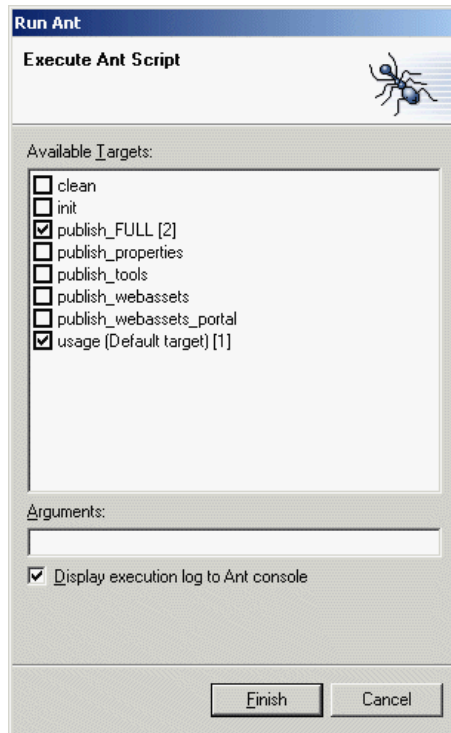 Run Ant
Execute Ant Script
Available Targets:
clean
init
publish_FULL [2]
publish_properties
publish_tools
publish_webassets
publish_webassets_portal
usage (Default target) [1]
Arguments:
Display execution log to Ant console
Finish Cancel